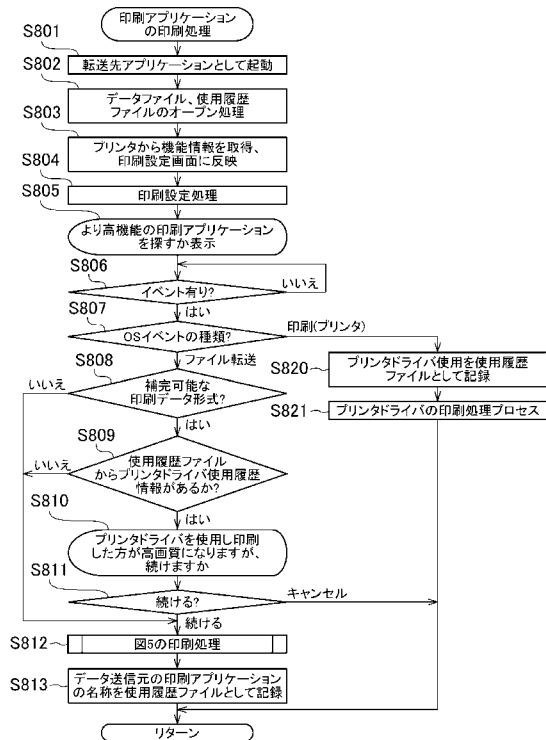 印刷アプリケーション
の印刷処理
S801
転送先アプリケーションとして起動
S802
データファイル、使用履歴
ファイルのオープン処理
S803
プリンタから機能情報を取得、
印刷設定画面に反映
S804
印刷設定処理
S805
より高機能の印刷アプリケーション
を探すか表示
S806
イベント有り?
いいえ
はい
S807
OSイベントの種類?
印刷(プリンタ)
ファイル転送
S820
プリンタドライバ使用を使用履歴
ファイルとして記録
S821
プリンタドライバの印刷処理プロセス
S808
補完可能な
印刷データ形式?
いいえ
はい
S809
使用履歴ファイル
からプリンタドライバ使用履歴
情報があるか?
いいえ
はい
S810
プリンタドライバを使用し印刷
した方が高画質になりますが、
続けますか
S811
続ける?
キャンセル
続ける
S812
図5の印刷処理
S813
データ送信元の印刷アプリケーション
の名称を使用履歴ファイルとして記録
リターン